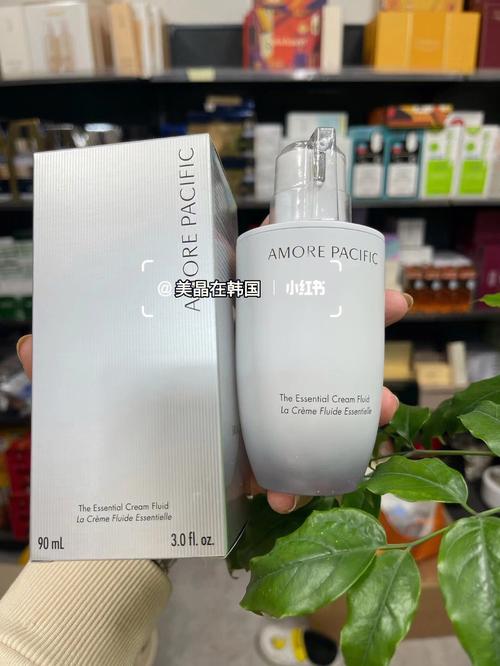 AMORE PACIFIC
The Essential Cream Fluid
La Crème Fluide Essentielle
90 mL
3.0 fl. oz.
AMORE PACIFIC
The Essential Cream Fluid
La Crème Fluide Essentielle
@美晶在韩国 | 小红书